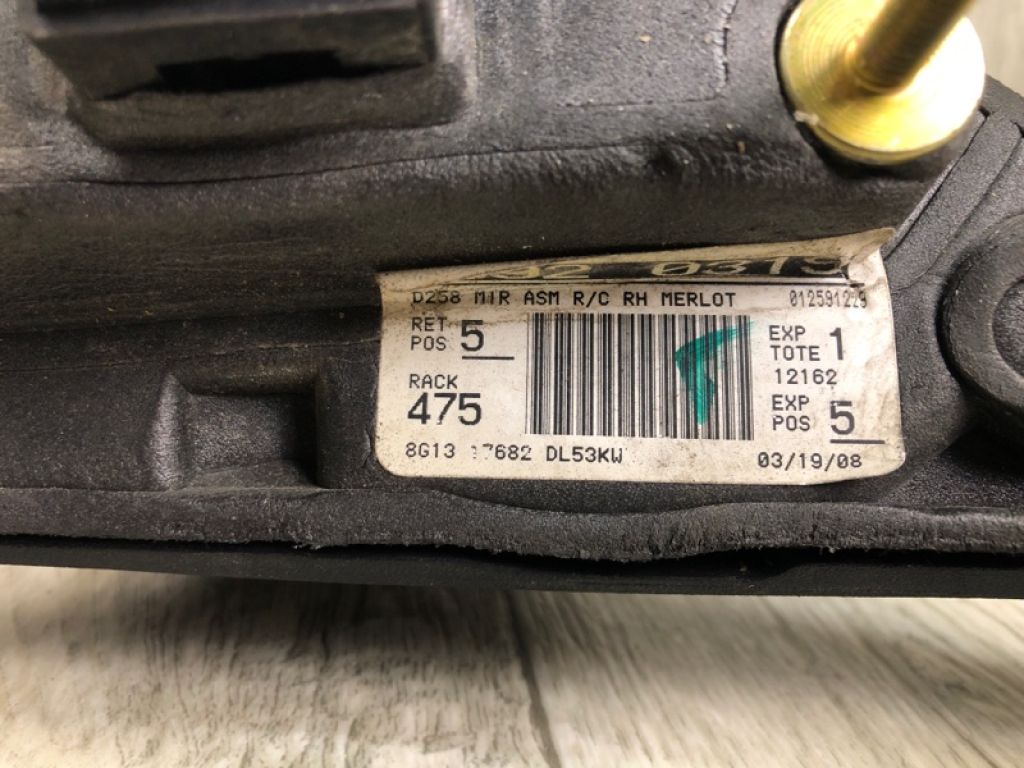 0319
D258 MIR ASM R/C RH MERLOT 012591229
RET POS 5
EXP TOTE 1
12162
RACK 475
EXP POS 5
8G13 17682 DL53KW
03/19/08